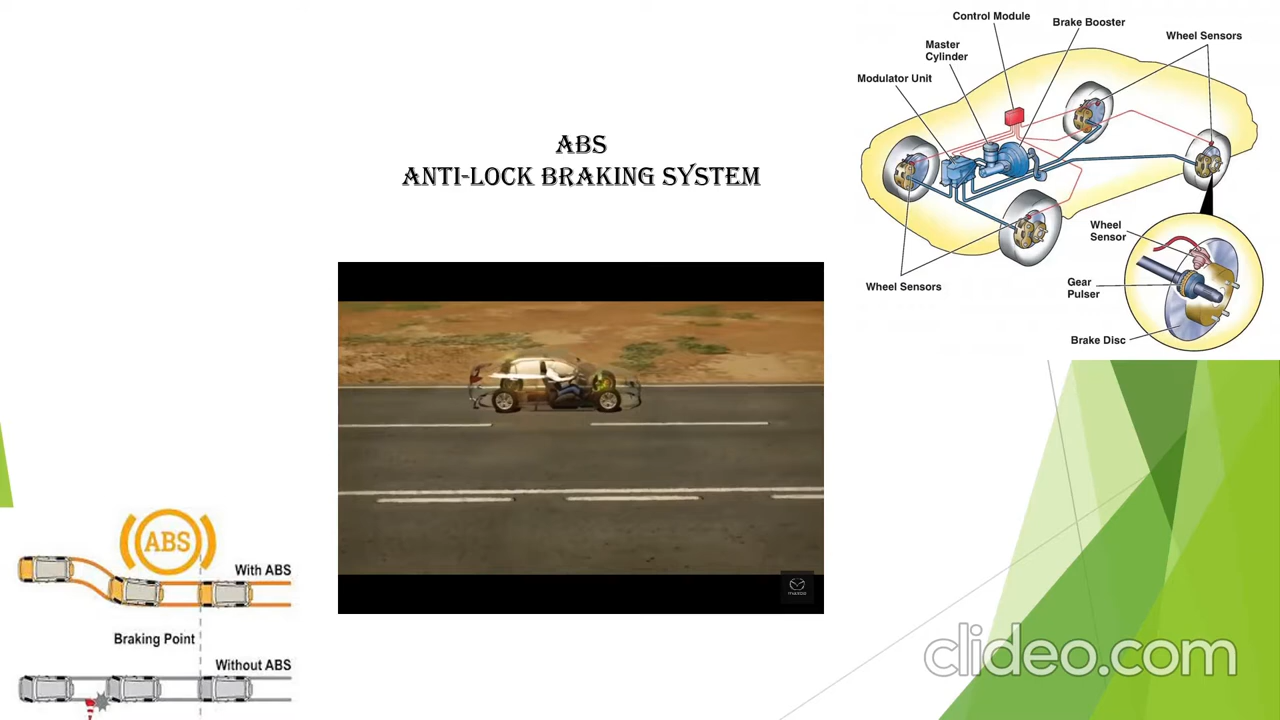 Control Module
Brake Booster
Wheel Sensors
Master
Cylinder
Modulator Unit
ABS
ANTI-LOCK BRAKING SYSTEM
Wheel
Sensor
Wheel Sensors
Gear
Pulser
Brake Disc
mazda
ABS
With ABS
Braking Point
Without ABS
clideo.com